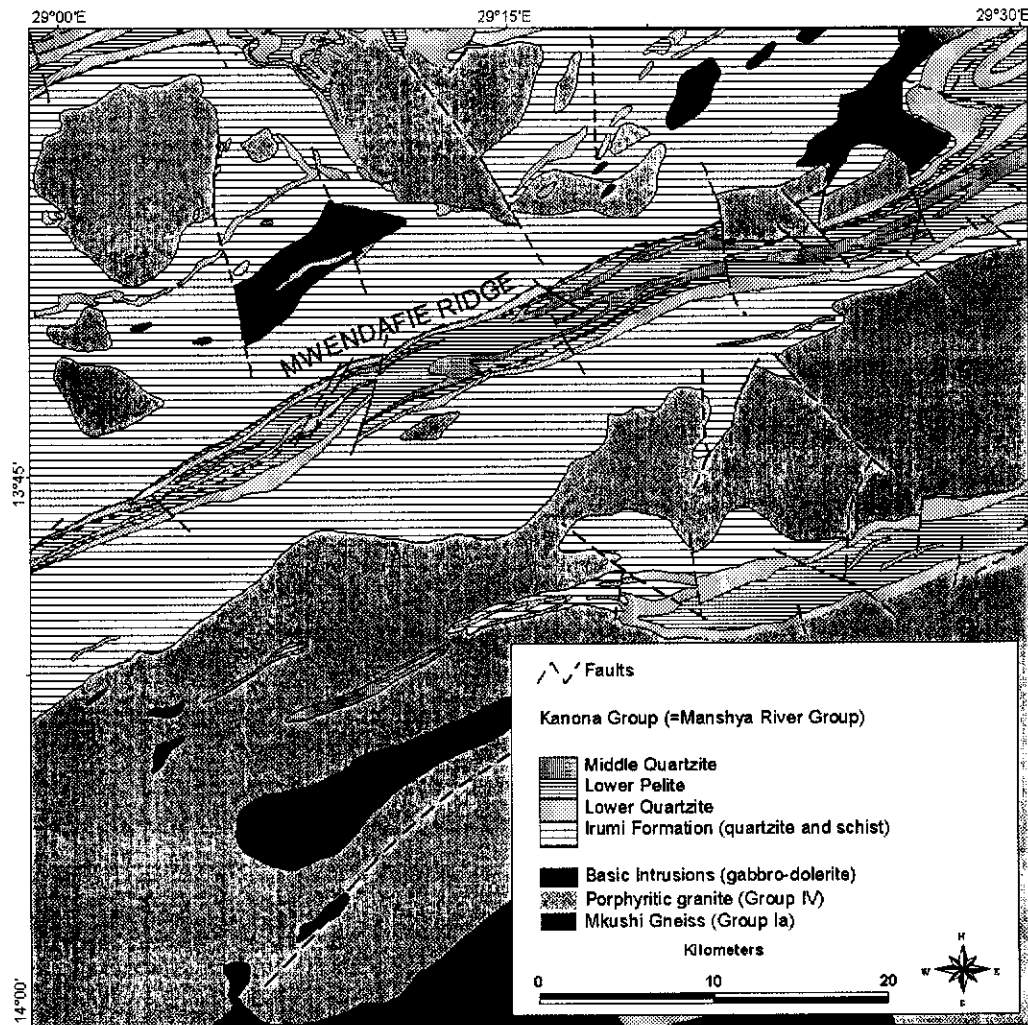 29°00'E 29°15'E 29°30'E
MWENDAFIE RIDGE
13°45'
14°00'
Faults
Kanona Group (=Manshya River Group)
Middle Quartzite
Lower Pelite
Lower Quartzite
Irumi Formation (quartzite and schist)
Basic Intrusions (gabbro-dolerite)
Porphyritic granite (Group IV)
Mkushi Gneiss (Group Ia)
Kilometers
0 10 20
W E